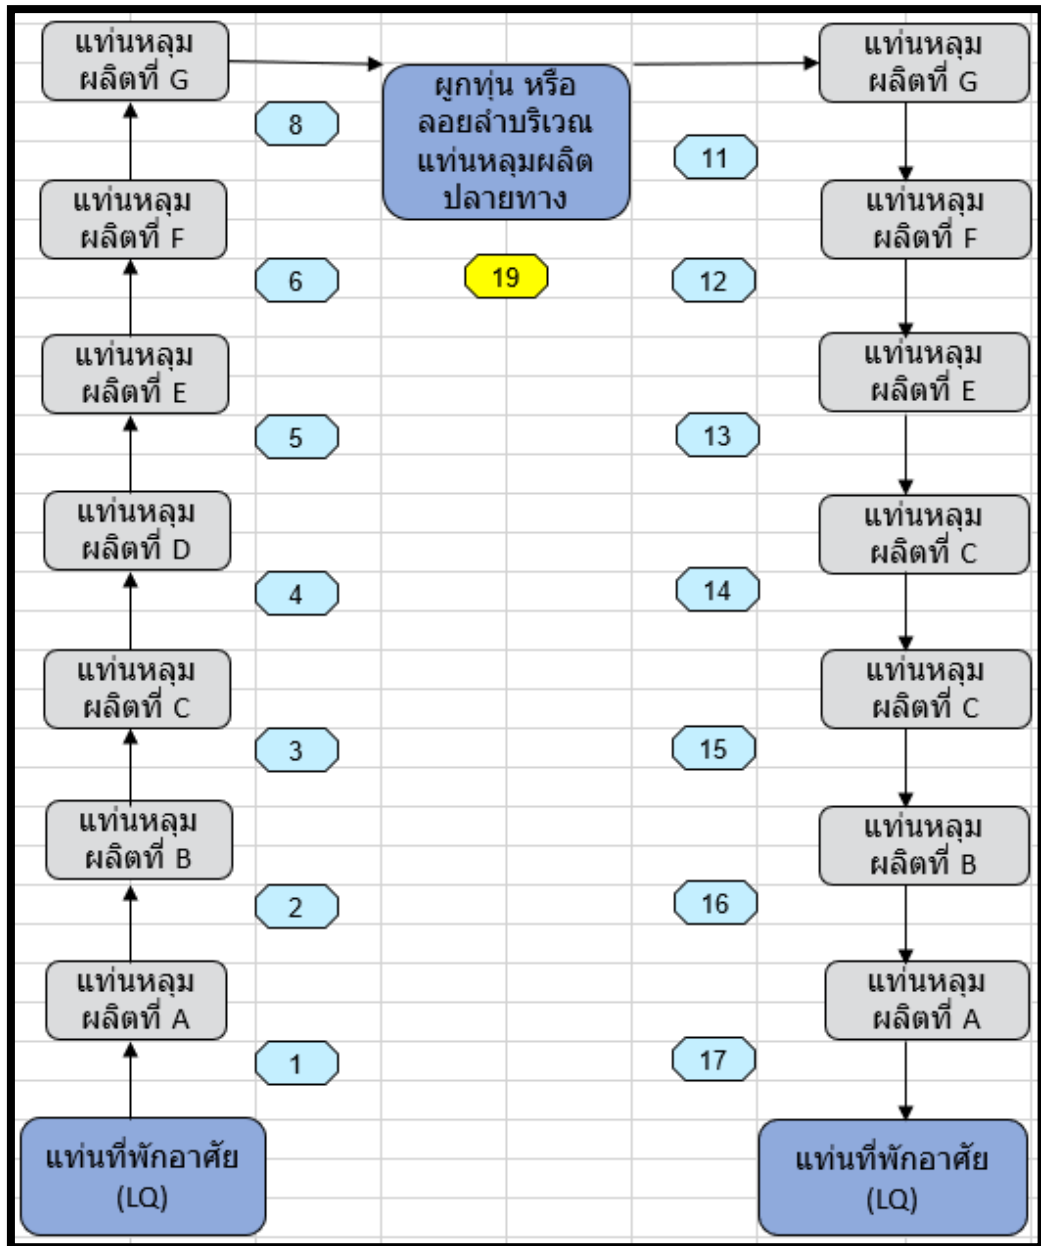 แท่นหลุม
ผลิตที่ G
8
แท่นหลุม
ผลิตที่ F
6
แท่นหลุม
ผลิตที่ E
5
แท่นหลุม
ผลิตที่ D
4
แท่นหลุม
ผลิตที่ C
3
แท่นหลุม
ผลิตที่ B
2
แท่นหลุม
ผลิตที่ A
1
แท่นที่พักอาศัย
(LQ)
ผูกทุ่น หรือ
ลอยลำบริเวณ
แท่นหลุมผลิต
ปลายทาง
19
แท่นหลุม
ผลิตที่ G
11
แท่นหลุม
ผลิตที่ F
12
แท่นหลุม
ผลิตที่ E
13
แท่นหลุม
ผลิตที่ C
14
แท่นหลุม
ผลิตที่ C
15
แท่นหลุม
ผลิตที่ B
16
แท่นหลุม
ผลิตที่ A
17
แท่นที่พักอาศัย
(LQ)